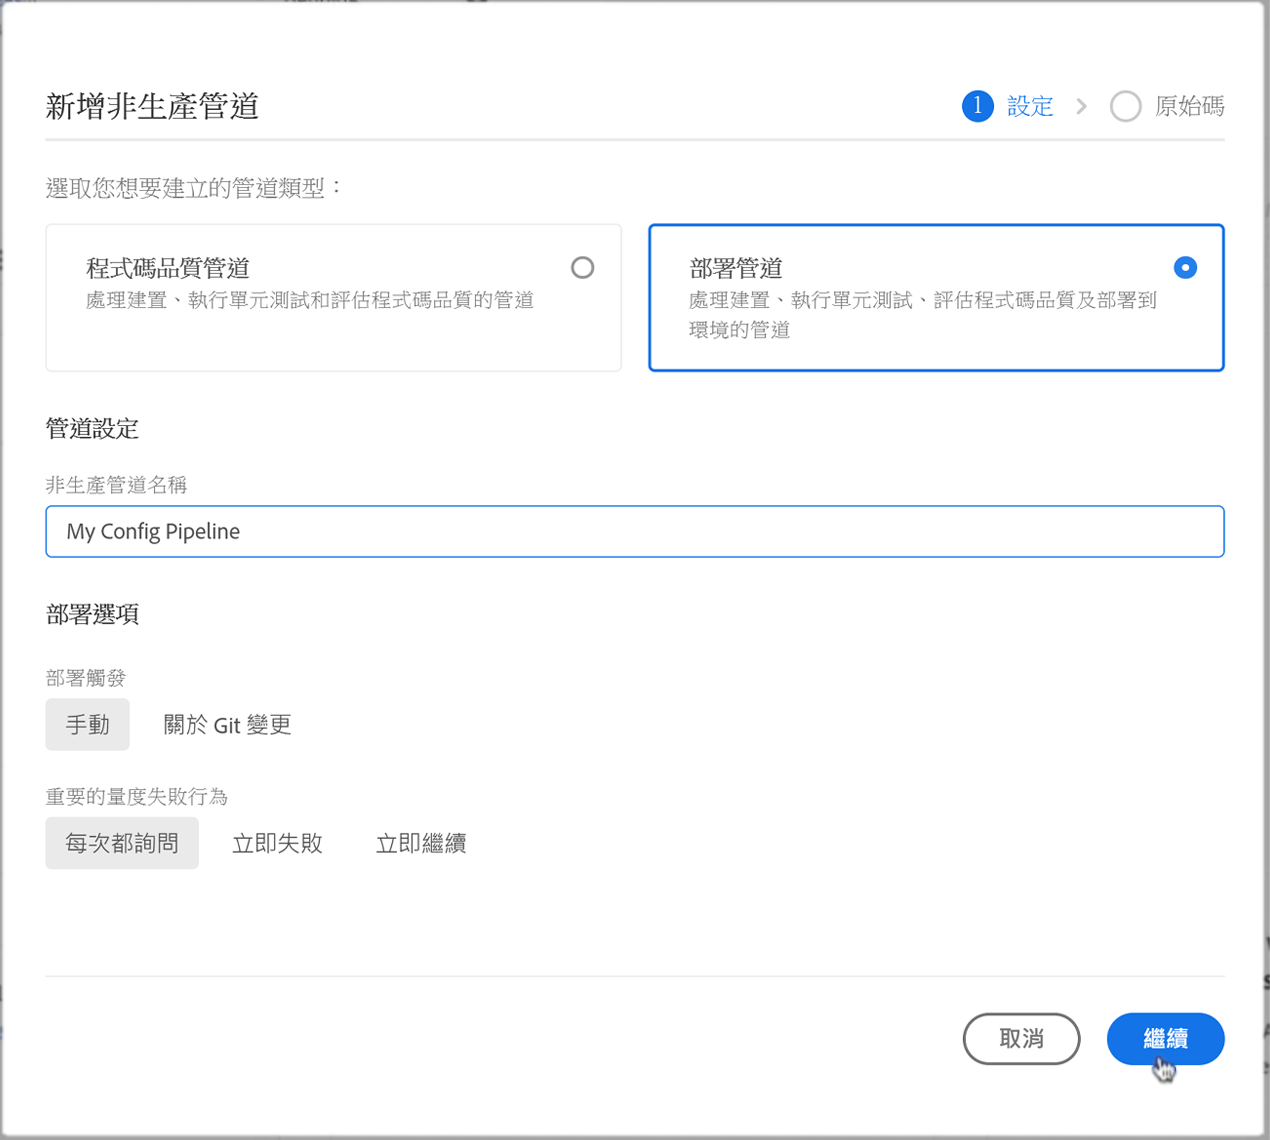 新增非生產管道
1 設定 > 原始碼
選取您想要建立的管道類型：
程式碼品質管道
處理建置、執行單元測試和評估程式碼品質的管道
部署管道
處理建置、執行單元測試、評估程式碼品質及部署到
環境的管道
管道設定
非生產管道名稱
My Config Pipeline
部署選項
部署觸發
手動 關於 Git 變更
重要的量度失敗行為
每次都詢問 立即失敗 立即繼續
取消 繼續